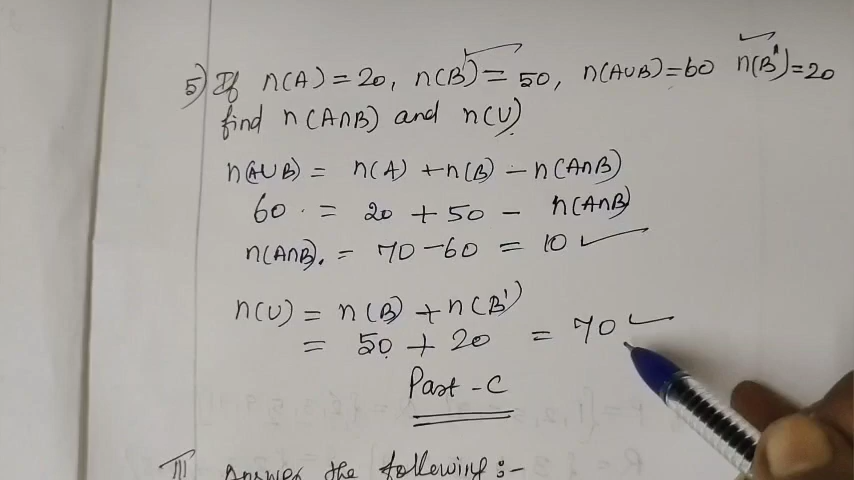 5) If n(A) = 20, n(B) = 50, n(A∪B) = 60 n(B') = 20
find n(A∩B) and n(U)
n(A∪B) = n(A) + n(B) - n(A∩B)
60 = 20 + 50 - n(A∩B)
n(A∩B) = 70 - 60 = 10 ✓
n(U) = n(B) + n(B')
= 50 + 20 = 70 ✓
Part - C
III Answer the following :-